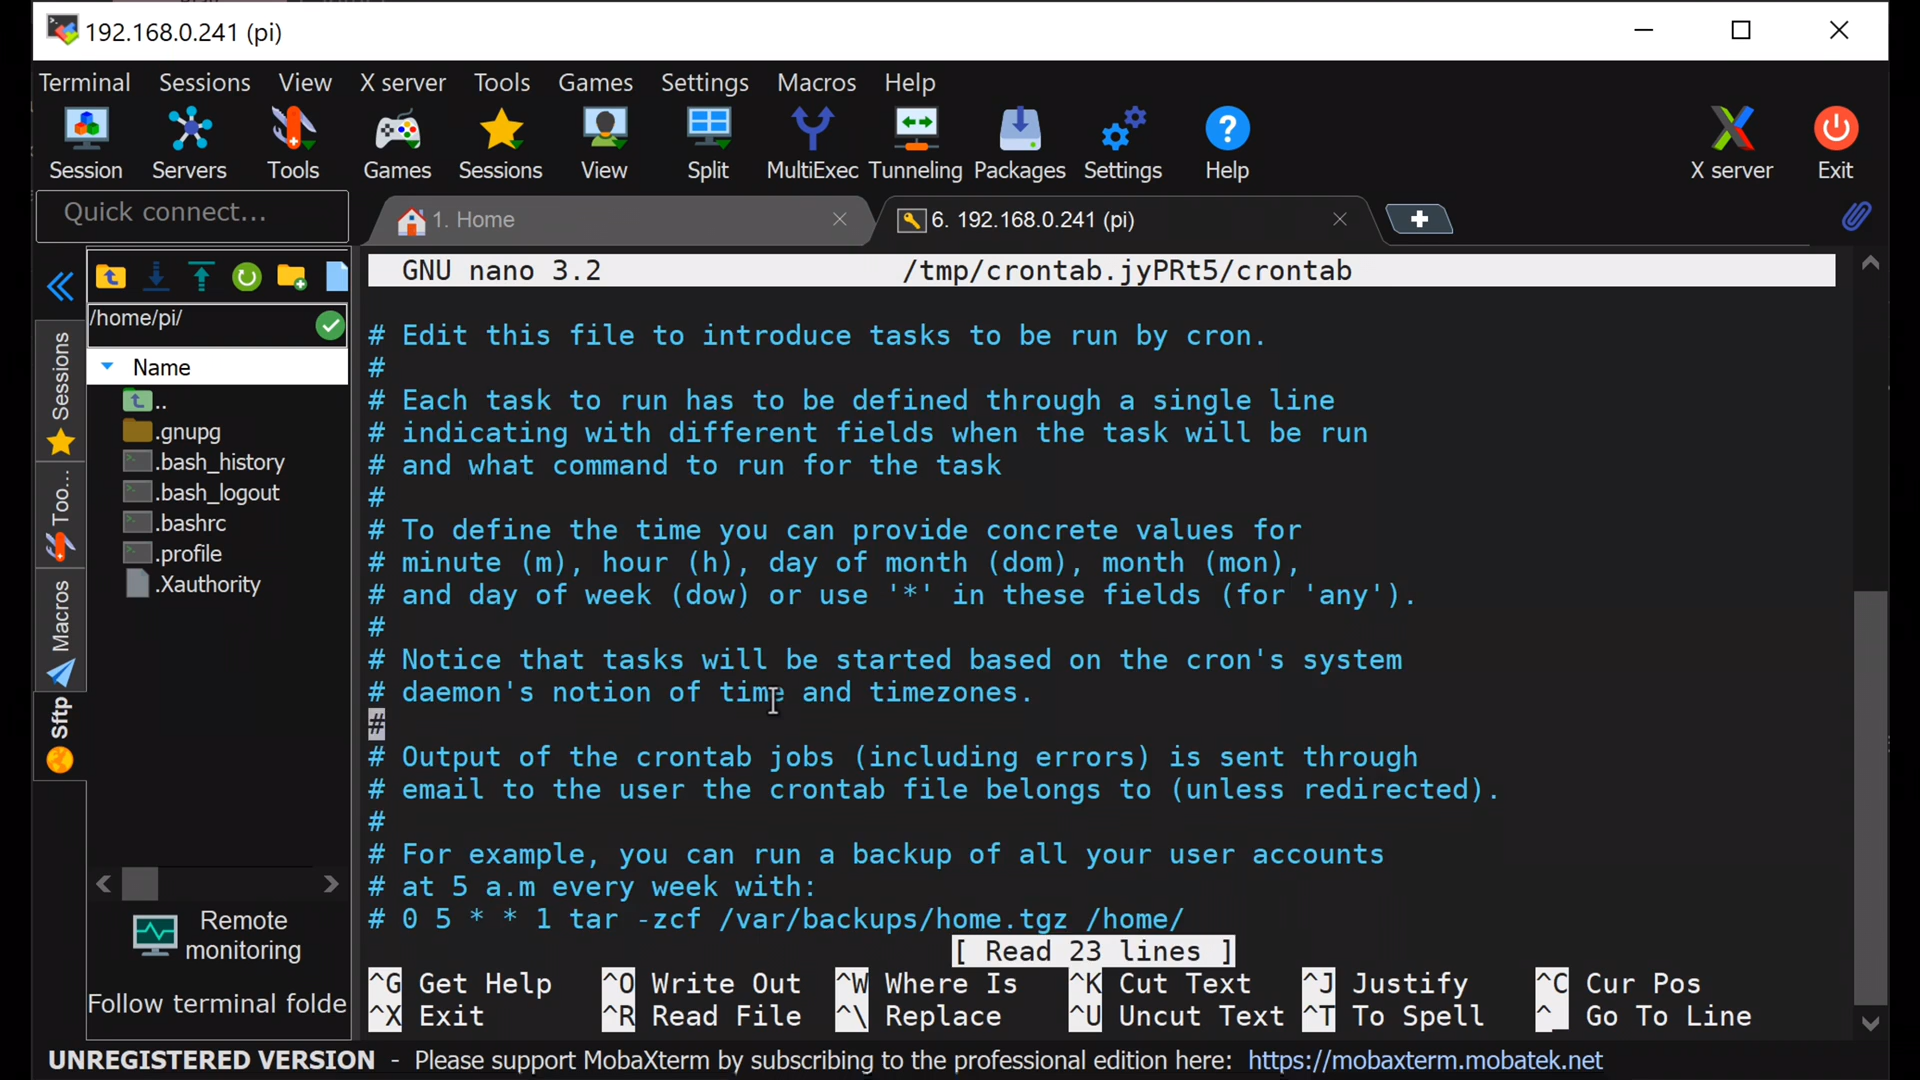 192.168.0.241 (pi)
Terminal Sessions View X server Tools Games Settings Macros Help
Session Servers Tools Games Sessions View Split MultiExec Tunneling Packages Settings Help X server Exit
Quick connect...
1. Home
6. 192.168.0.241 (pi)
/home/pi/
Name
..
.gnupg
.bash_history
.bash_logout
.bashrc
.profile
.Xauthority
Sessions
Too...
Macros
Sftp
Remote
monitoring
Follow terminal folde
GNU nano 3.2 /tmp/crontab.jyPRt5/crontab
# Edit this file to introduce tasks to be run by cron.
#
# Each task to run has to be defined through a single line
# indicating with different fields when the task will be run
# and what command to run for the task
#
# To define the time you can provide concrete values for
# minute (m), hour (h), day of month (dom), month (mon),
# and day of week (dow) or use '*' in these fields (for 'any').
#
# Notice that tasks will be started based on the cron's system
# daemon's notion of time and timezones.
#
# Output of the crontab jobs (including errors) is sent through
# email to the user the crontab file belongs to (unless redirected).
#
# For example, you can run a backup of all your user accounts
# at 5 a.m every week with:
# 0 5 * * 1 tar -zcf /var/backups/home.tgz /home/
[ Read 23 lines ]
^G Get Help ^O Write Out ^W Where Is ^K Cut Text ^J Justify ^C Cur Pos
^X Exit ^R Read File ^\ Replace ^U Uncut Text ^T To Spell ^_ Go To Line
UNREGISTERED VERSION - Please support MobaXterm by subscribing to the professional edition here: https://mobaxterm.mobatek.net